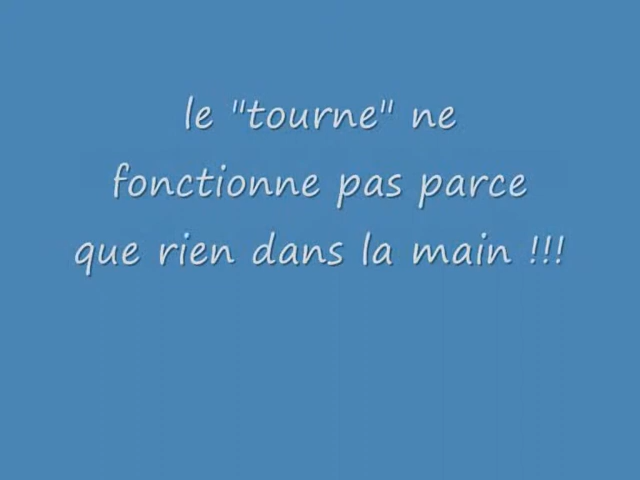 le "tourne" ne
fonctionne pas parce
que rien dans la main !!!